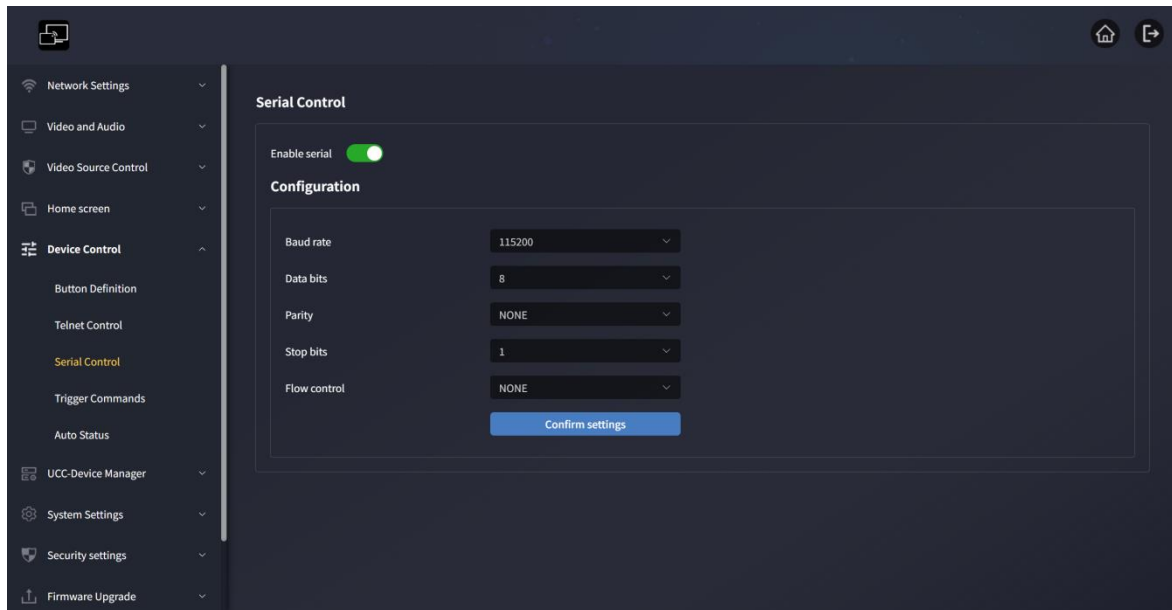 Network Settings
Video and Audio
Video Source Control
Home screen
Device Control
Button Definition
Telnet Control
Serial Control
Trigger Commands
Auto Status
UCC-Device Manager
System Settings
Security settings
Firmware Upgrade
Serial Control
Enable serial
Configuration
Baud rate 115200
Data bits 8
Parity NONE
Stop bits 1
Flow control NONE
Confirm settings